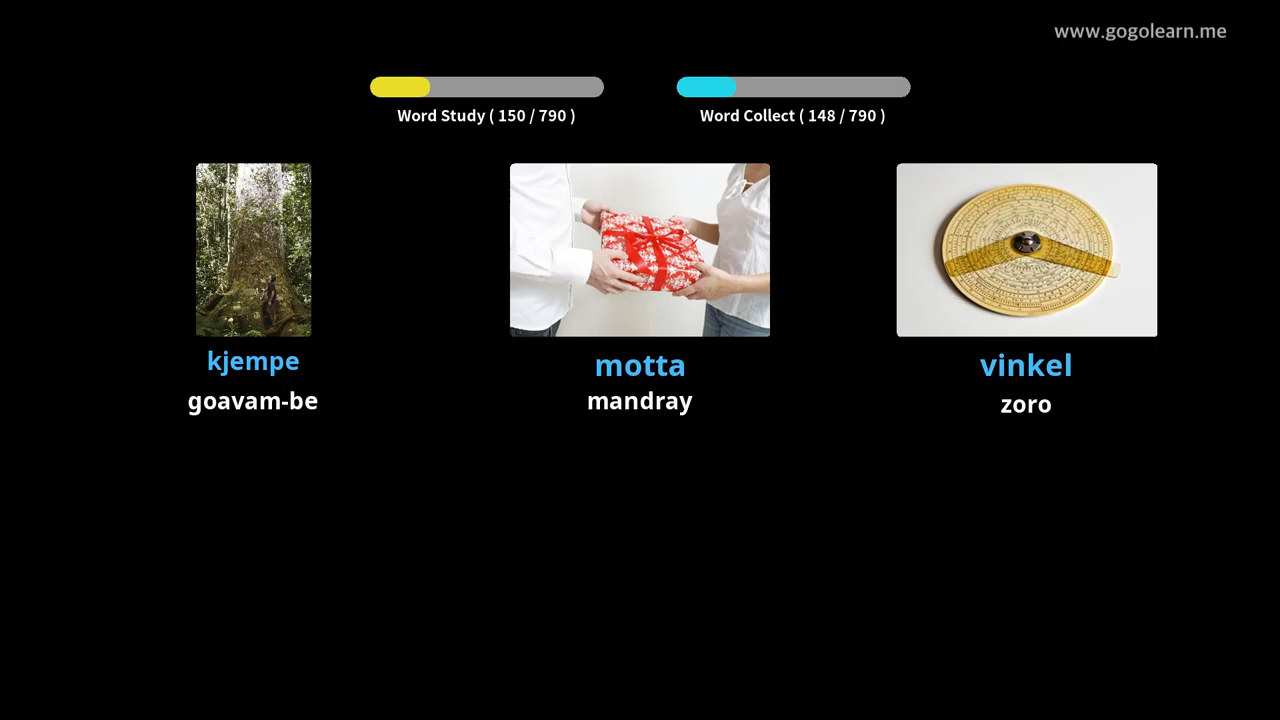 www.gogolearn.me
Word Study ( 150 / 790 )
Word Collect ( 148 / 790 )
kjempe
goavam-be
motta
mandray
vinkel
zoro